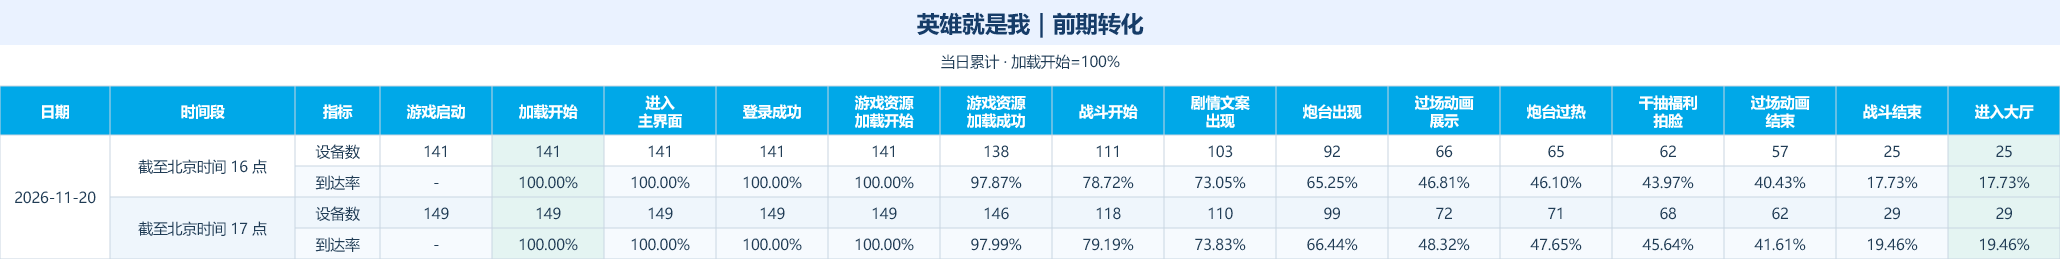 英雄就是我｜前期转化
当日累计 · 加载开始=100%
日期 时间段 指标 游戏启动 加载开始 进入主界面 登录成功 游戏资源加载开始 游戏资源加载成功 战斗开始 剧情文案出现 炮台出现 过场动画展示 炮台过热 干抽福利拍脸 过场动画结束 战斗结束 进入大厅
2026-11-20 截至北京时间 16 点 设备数 141 141 141 141 141 138 111 103 92 66 65 62 57 25 25
到达率 - 100.00% 100.00% 100.00% 100.00% 97.87% 78.72% 73.05% 65.25% 46.81% 46.10% 43.97% 40.43% 17.73% 17.73%
截至北京时间 17 点 设备数 149 149 149 149 149 146 118 110 99 72 71 68 62 29 29
到达率 - 100.00% 100.00% 100.00% 100.00% 97.99% 79.19% 73.83% 66.44% 48.32% 47.65% 45.64% 41.61% 19.46% 19.46%